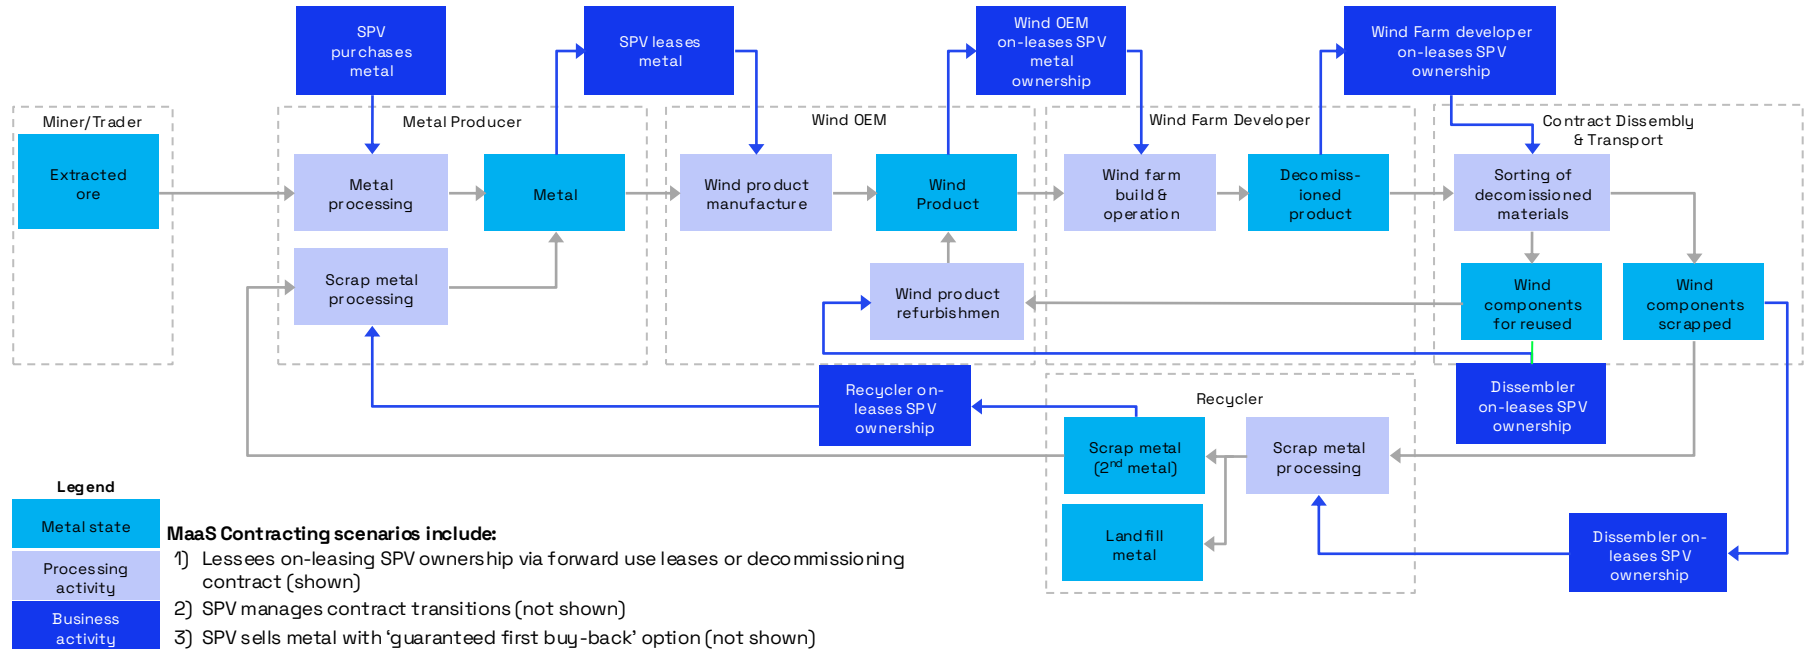 SPV
purchases
metal
SPV leases
metal
Wind OEM
on-leases SPV
metal
ownership
Wind Farm developer
on-leases SPV
ownership
Miner/Trader
Metal Producer
Wind OEM
Wind Farm Developer
Contract Dissembly
& Transport
Extracted
ore
Metal
processing
Metal
Wind product
manufacture
Wind
Product
Wind farm
build &
operation
Decomiss-
ioned
product
Sorting of
decomissioned
materials
Scrap metal
processing
Wind product
refurbishmen
Wind
components
for reused
Wind
components
scrapped
Recycler on-
leases SPV
ownership
Recycler
Dissembler
on-leases SPV
ownership
Scrap metal
(2nd metal)
Scrap metal
processing
Landfill
metal
Dissembler on-
leases SPV
ownership
Legend
Metal state
Processing
activity
Business
activity
MaaS Contracting scenarios include:
1) Lessees on-leasing SPV ownership via forward use leases or decommissioning
contract (shown)
2) SPV manages contract transitions (not shown)
3) SPV sells metal with ‘guaranteed first buy-back’ option (not shown)